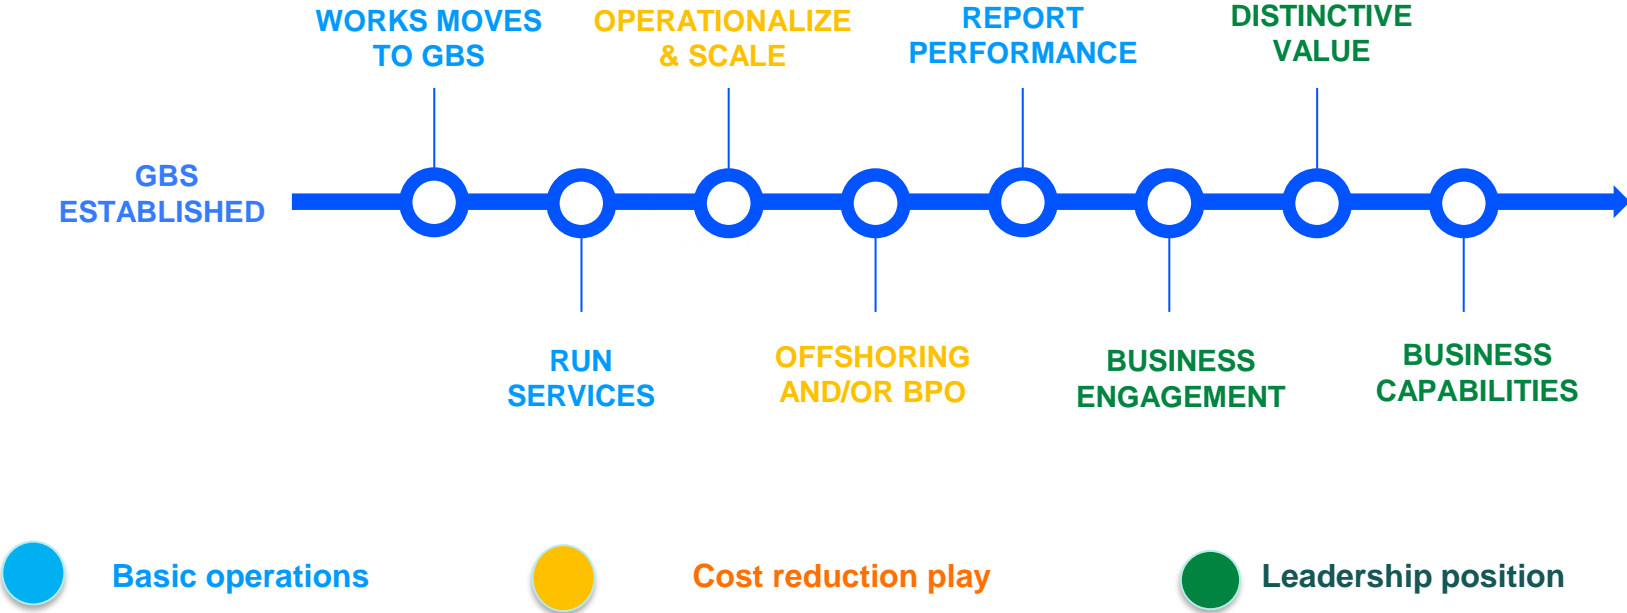 WORKS MOVES
TO GBS
OPERATIONALIZE
& SCALE
REPORT
PERFORMANCE
DISTINCTIVE
VALUE
GBS
ESTABLISHED
RUN
SERVICES
OFFSHORING
AND/OR BPO
BUSINESS
ENGAGEMENT
BUSINESS
CAPABILITIES
Basic operations
Cost reduction play
Leadership position